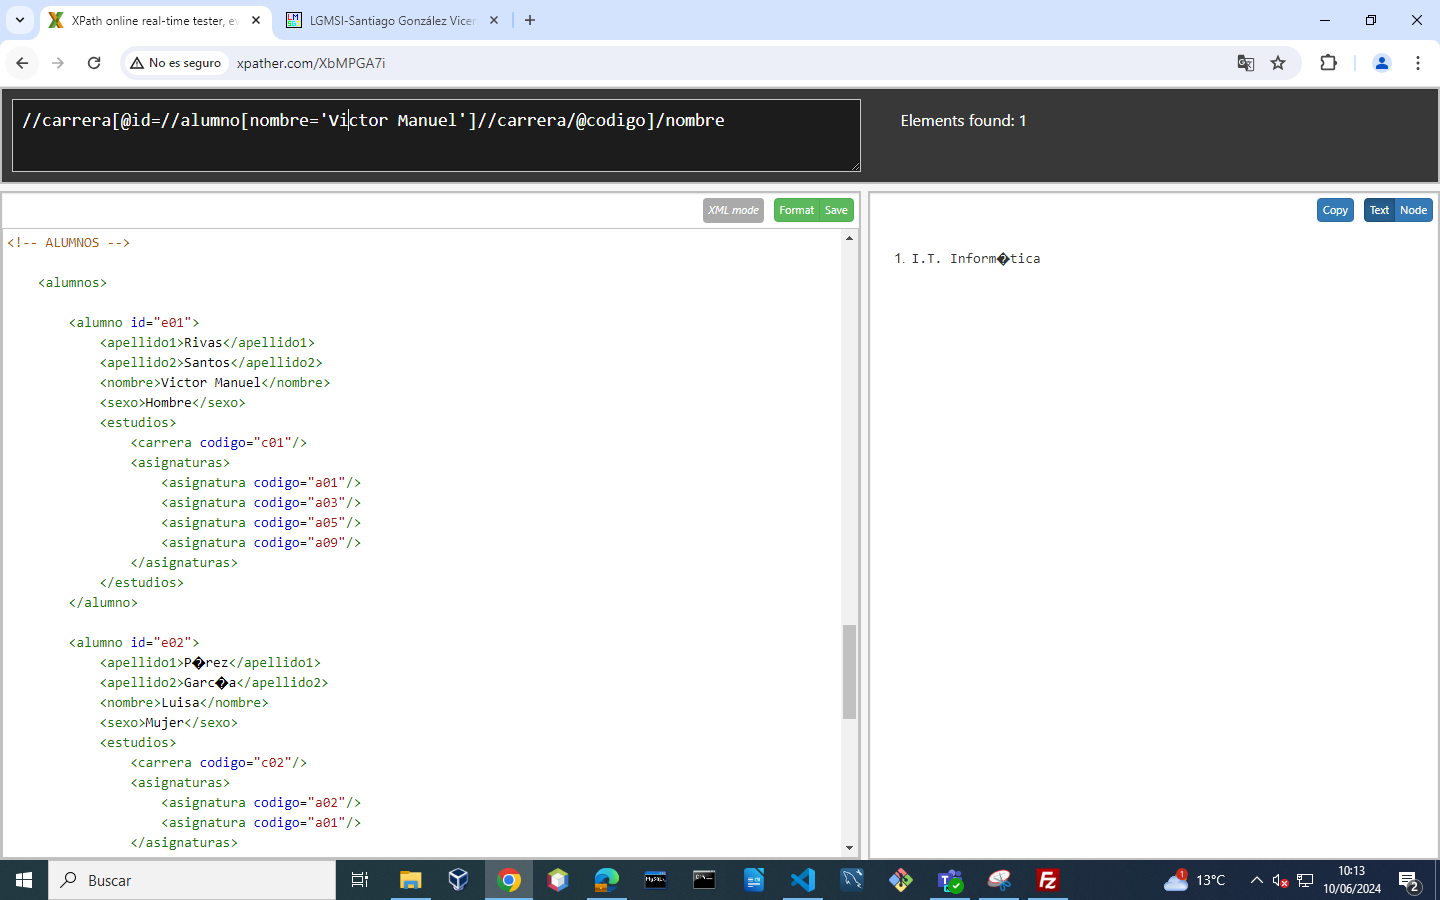 XPath online real-time tester, ev
LGMSI-Santiago González Vicen
No es seguro
xpather.com/XbMPGA7i
//carrera[@id=//alumno[nombre='Victor Manuel']//carrera/@codigo]/nombre
Elements found: 1
XML mode
Format
Save
Copy
Text
Node
<!-- ALUMNOS -->
<alumnos>
<alumno id="e01">
<apellido1>Rivas</apellido1>
<apellido2>Santos</apellido2>
<nombre>Victor Manuel</nombre>
<sexo>Hombre</sexo>
<estudios>
<carrera codigo="c01"/>
<asignaturas>
<asignatura codigo="a01"/>
<asignatura codigo="a03"/>
<asignatura codigo="a05"/>
<asignatura codigo="a09"/>
</asignaturas>
</estudios>
</alumno>
<alumno id="e02">
<apellido1>P�rez</apellido1>
<apellido2>Garc�a</apellido2>
<nombre>Luisa</nombre>
<sexo>Mujer</sexo>
<estudios>
<carrera codigo="c02"/>
<asignaturas>
<asignatura codigo="a02"/>
<asignatura codigo="a01"/>
</asignaturas>
1. I.T. Inform�tica
Buscar
1
13°C
10:13
10/06/2024
2